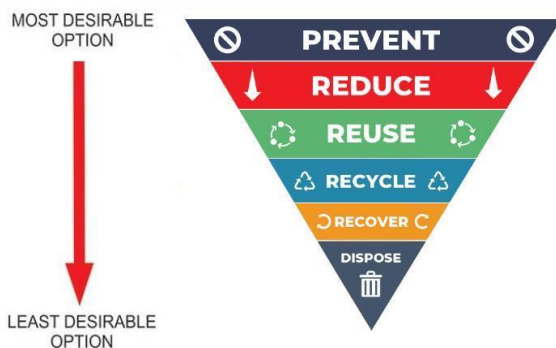 MOST DESIRABLE
OPTION
PREVENT
REDUCE
REUSE
RECYCLE
RECOVER
DISPOSE
LEAST DESIRABLE
OPTION